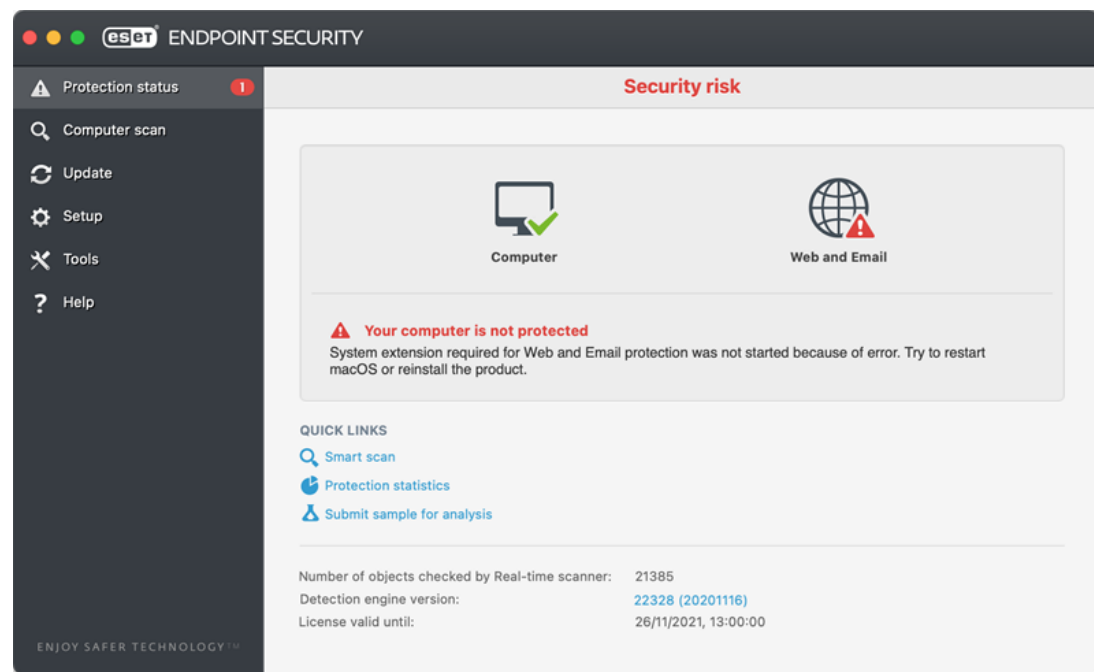 eset ENDPOINT SECURITY
Protection status 1
Computer scan
Update
Setup
Tools
Help
ENJOY SAFER TECHNOLOGY™
Security risk
Computer
Web and Email
Your computer is not protected
System extension required for Web and Email protection was not started because of error. Try to restart
macOS or reinstall the product.
QUICK LINKS
Smart scan
Protection statistics
Submit sample for analysis
Number of objects checked by Real-time scanner: 21385
Detection engine version: 22328 (20201116)
License valid until: 26/11/2021, 13:00:00